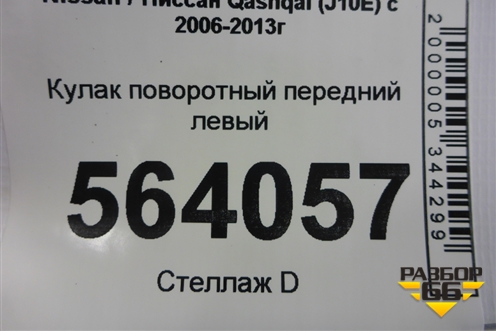 Nissan / Ниссан Qashqai (J10E) с
2006-2013г
Кулак поворотный передний
левый
564057
Стеллаж D
2000005344299
РАЗБОР
66